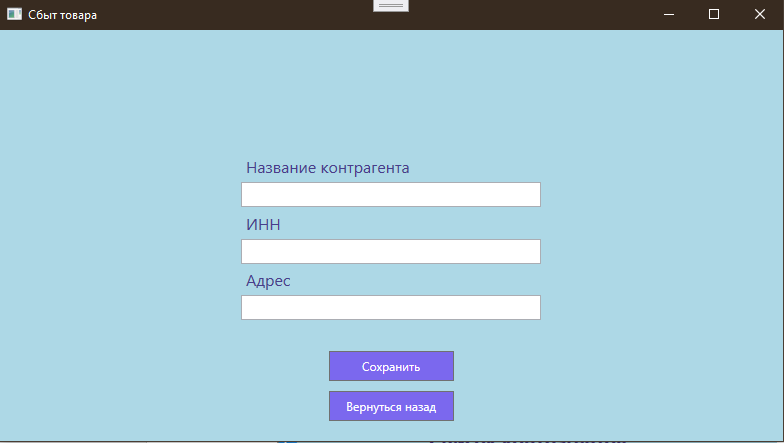 Сбыт товара
Название контрагента
ИНН
Адрес
Сохранить
Вернуться назад